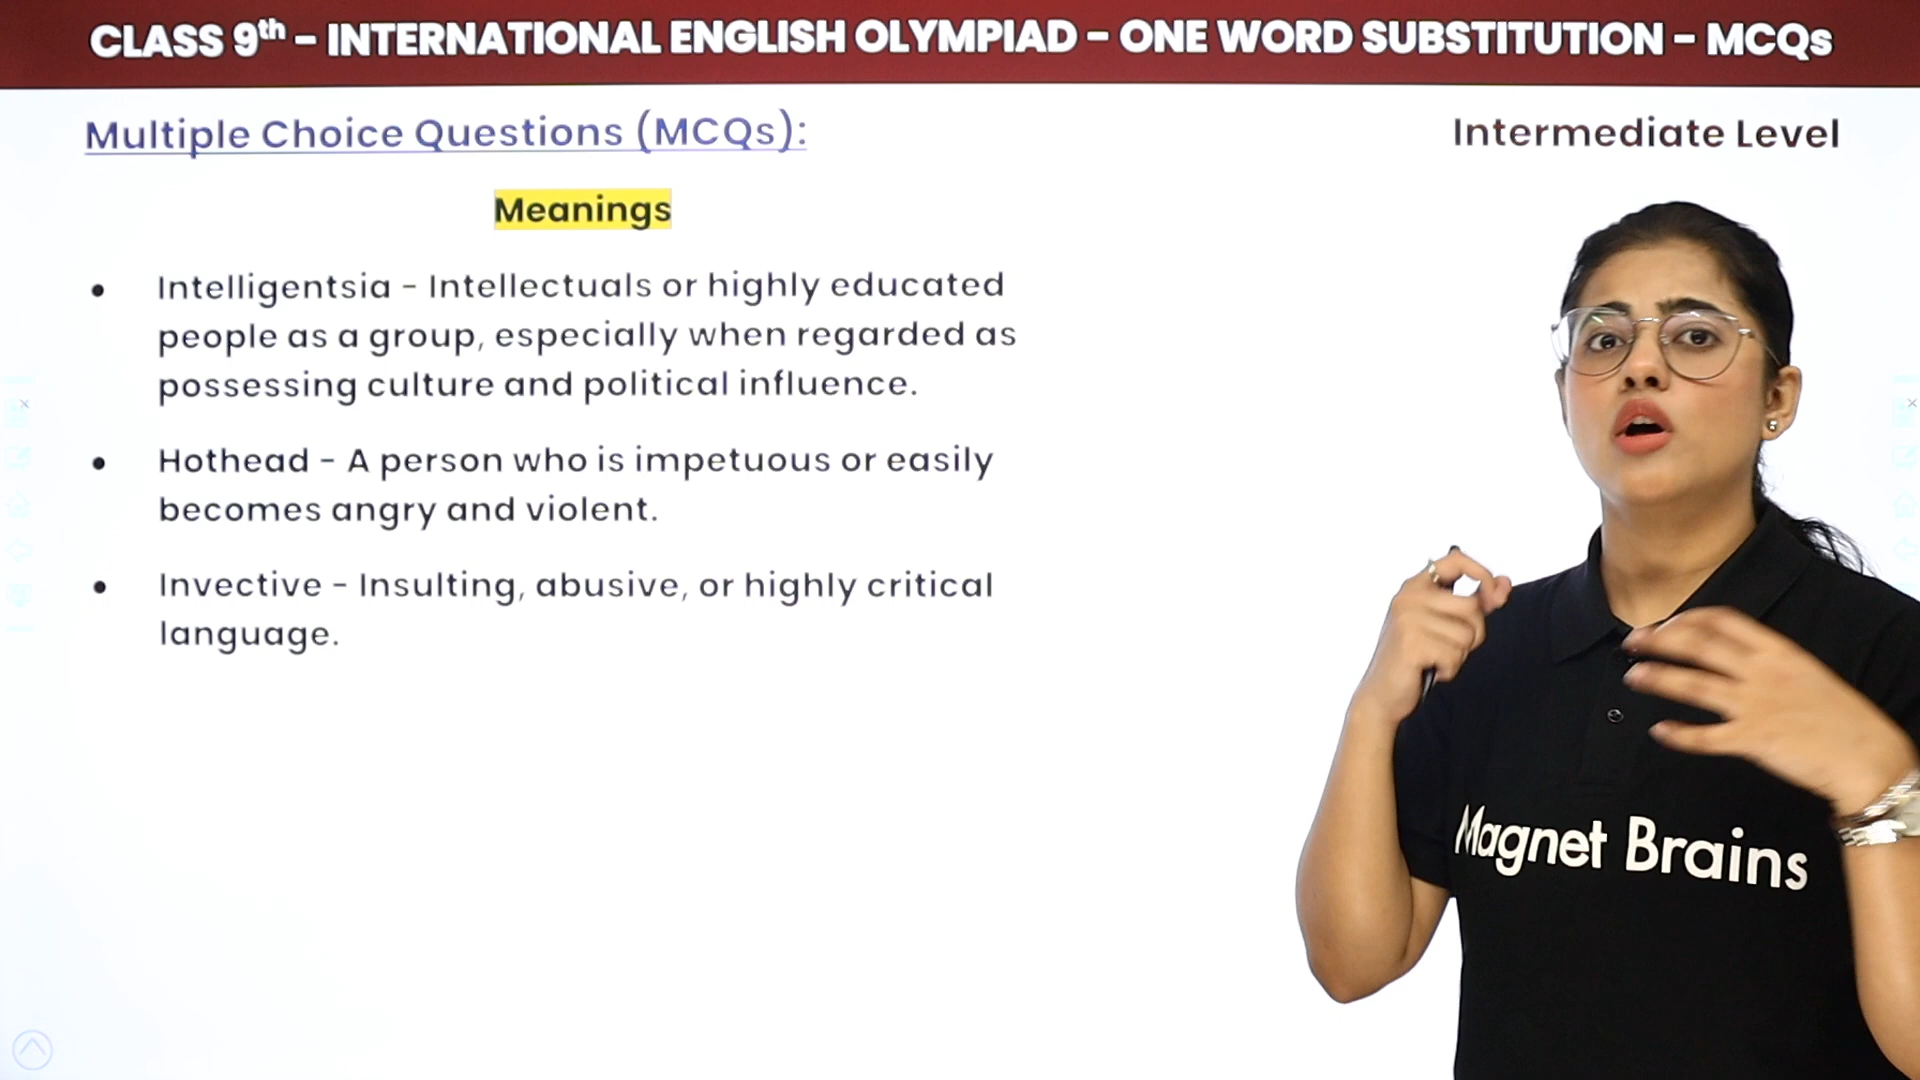 CLASS 9th - INTERNATIONAL ENGLISH OLYMPIAD - ONE WORD SUBSTITUTION - MCQs
Multiple Choice Questions (MCQs):
Intermediate Level
Meanings
• Intelligentsia - Intellectuals or highly educated
people as a group, especially when regarded as
possessing culture and political influence.
• Hothead - A person who is impetuous or easily
becomes angry and violent.
• Invective - Insulting, abusive, or highly critical
language.
Magnet Brains